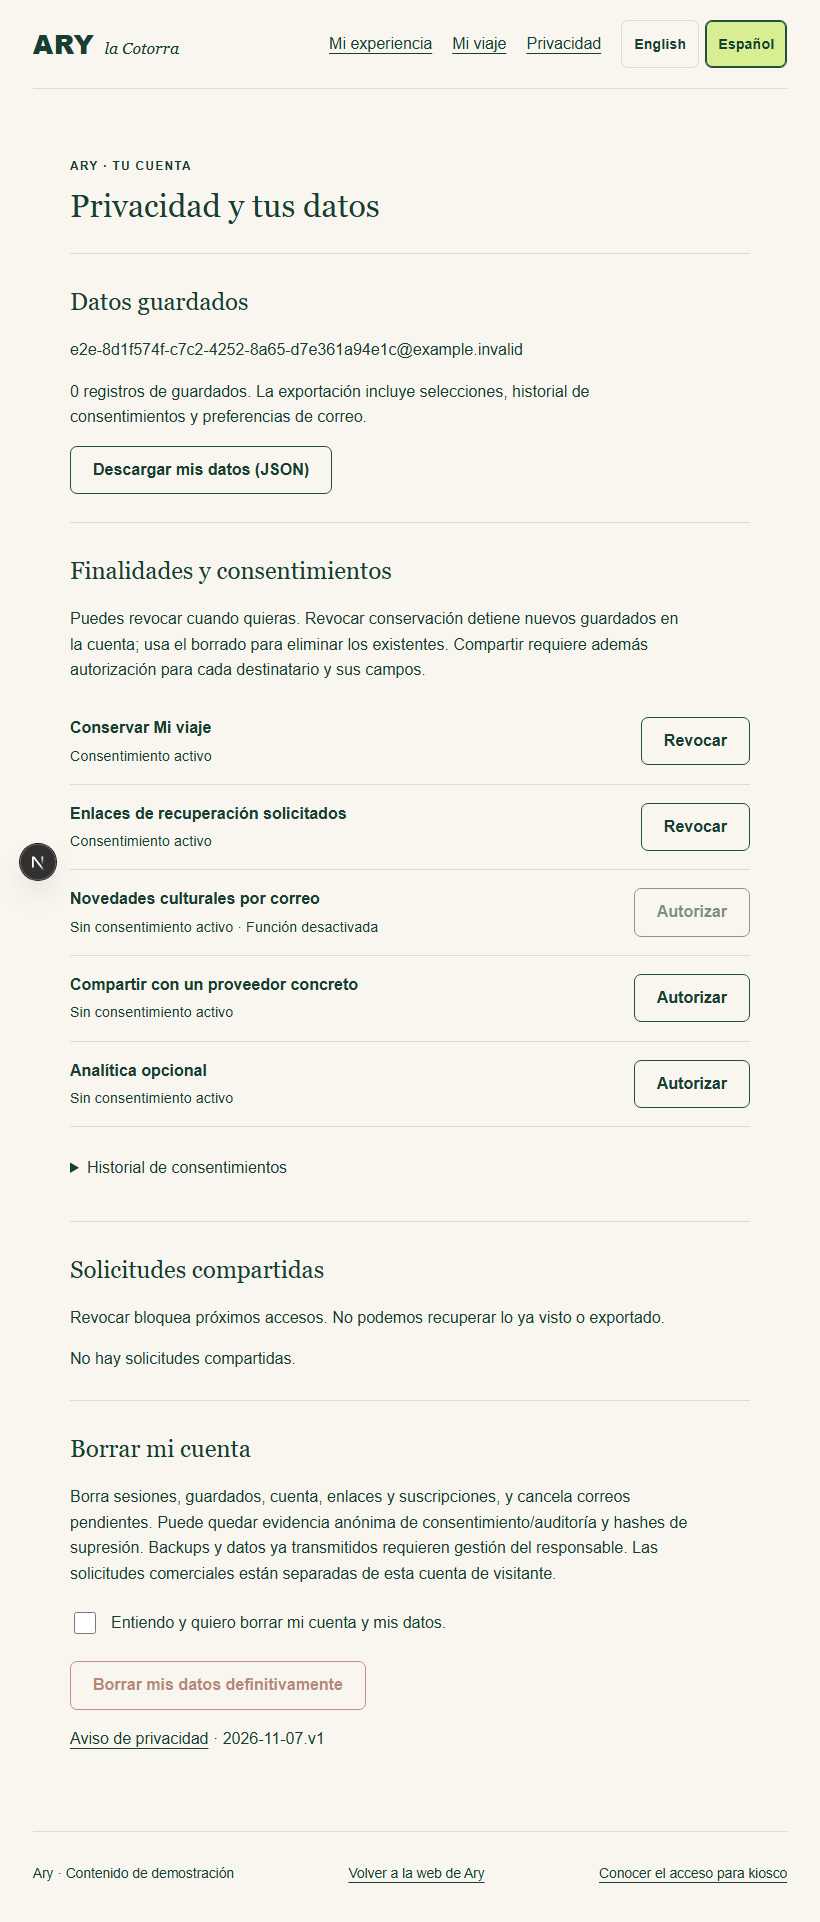 ARY la Cotorra
Mi experiencia Mi viaje Privacidad English Español
ARY · TU CUENTA
Privacidad y tus datos
Datos guardados
e2e-8d1f574f-c7c2-4252-8a65-d7e361a94e1c@example.invalid
0 registros de guardados. La exportación incluye selecciones, historial de
consentimientos y preferencias de correo.
Descargar mis datos (JSON)
Finalidades y consentimientos
Puedes revocar cuando quieras. Revocar conservación detiene nuevos guardados en
la cuenta; usa el borrado para eliminar los existentes. Compartir requiere además
autorización para cada destinatario y sus campos.
Conservar Mi viaje
Consentimiento activo
Revocar
Enlaces de recuperación solicitados
Consentimiento activo
Revocar
N
Novedades culturales por correo
Sin consentimiento activo · Función desactivada
Autorizar
Compartir con un proveedor concreto
Sin consentimiento activo
Autorizar
Analítica opcional
Sin consentimiento activo
Autorizar
Historial de consentimientos
Solicitudes compartidas
Revocar bloquea próximos accesos. No podemos recuperar lo ya visto o exportado.
No hay solicitudes compartidas.
Borrar mi cuenta
Borra sesiones, guardados, cuenta, enlaces y suscripciones, y cancela correos
pendientes. Puede quedar evidencia anónima de consentimiento/auditoría y hashes de
supresión. Backups y datos ya transmitidos requieren gestión del responsable. Las
solicitudes comerciales están separadas de esta cuenta de visitante.
Entiendo y quiero borrar mi cuenta y mis datos.
Borrar mis datos definitivamente
Aviso de privacidad · 2026-11-07.v1
Ary · Contenido de demostración Volver a la web de Ary Conocer el acceso para kiosco